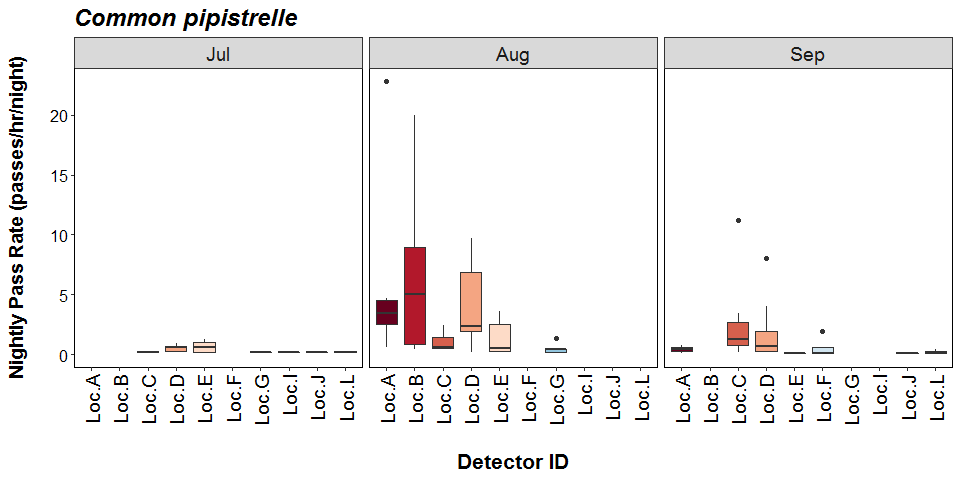 Common pipistrelle
Jul Aug Sep
Nightly Pass Rate (passes/hr/night)
20
15
10
5
0
Loc.A Loc.B Loc.C Loc.D Loc.E Loc.F Loc.G Loc.I Loc.J Loc.L Loc.A Loc.B Loc.C Loc.D Loc.E Loc.F Loc.G Loc.I Loc.J Loc.L Loc.A Loc.B Loc.C Loc.D Loc.E Loc.F Loc.G Loc.I Loc.J Loc.L
Detector ID